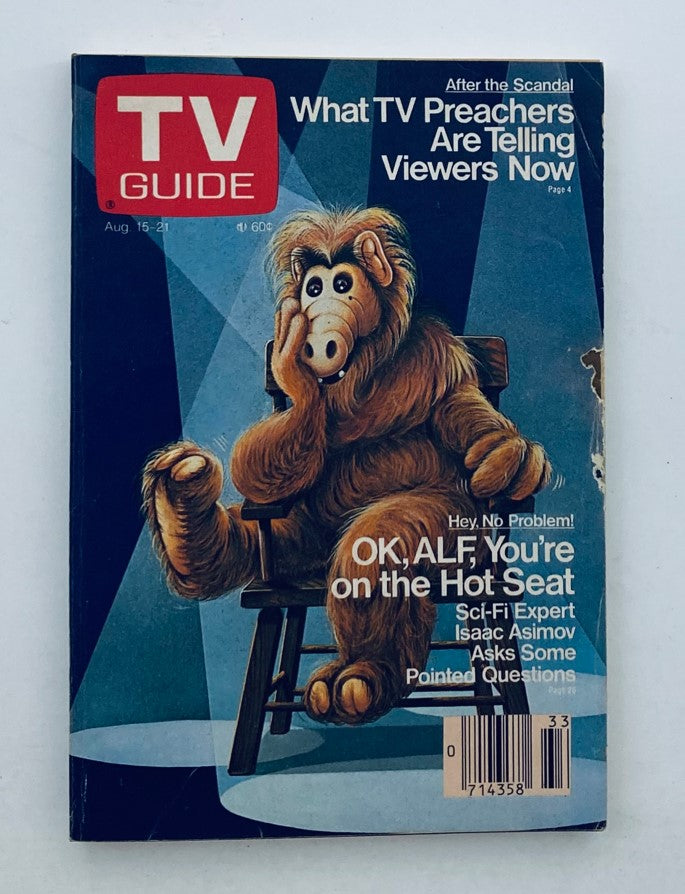 TV
GUIDE
®
Aug. 15-21 60¢
After the Scandal
What TV Preachers
Are Telling
Viewers Now
Page 4
Hey, No Problem!
OK, ALF, You're
on the Hot Seat
Sci-Fi Expert
Isaac Asimov
Asks Some
Pointed Questions
Page 26
33
0
714358